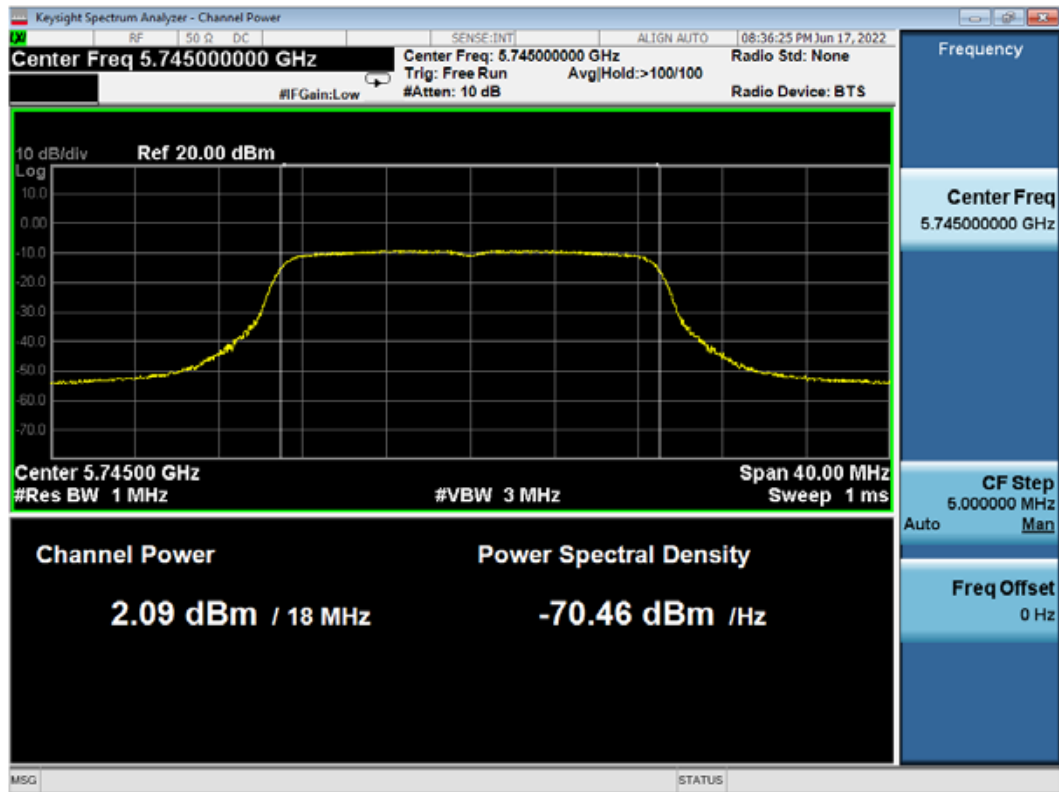 Keysight Spectrum Analyzer - Channel Power
LXI RF 50 Ω DC SENSE:INT ALIGN AUTO 08:36:25 PM Jun 17, 2022
Center Freq 5.745000000 GHz
Center Freq: 5.745000000 GHz
Radio Std: None
Trig: Free Run Avg|Hold:>100/100
#IFGain:Low
#Atten: 10 dB
Radio Device: BTS
10 dB/div Ref 20.00 dBm
Log
10.0
0.00
-10.0
-20.0
-30.0
-40.0
-50.0
-60.0
-70.0
Center 5.74500 GHz Span 40.00 MHz
#Res BW 1 MHz #VBW 3 MHz Sweep 1 ms
Channel Power
Power Spectral Density
2.09 dBm / 18 MHz
-70.46 dBm /Hz
Frequency
Center Freq
5.745000000 GHz
CF Step
5.000000 MHz
Auto Man
Freq Offset
0 Hz
MSG STATUS